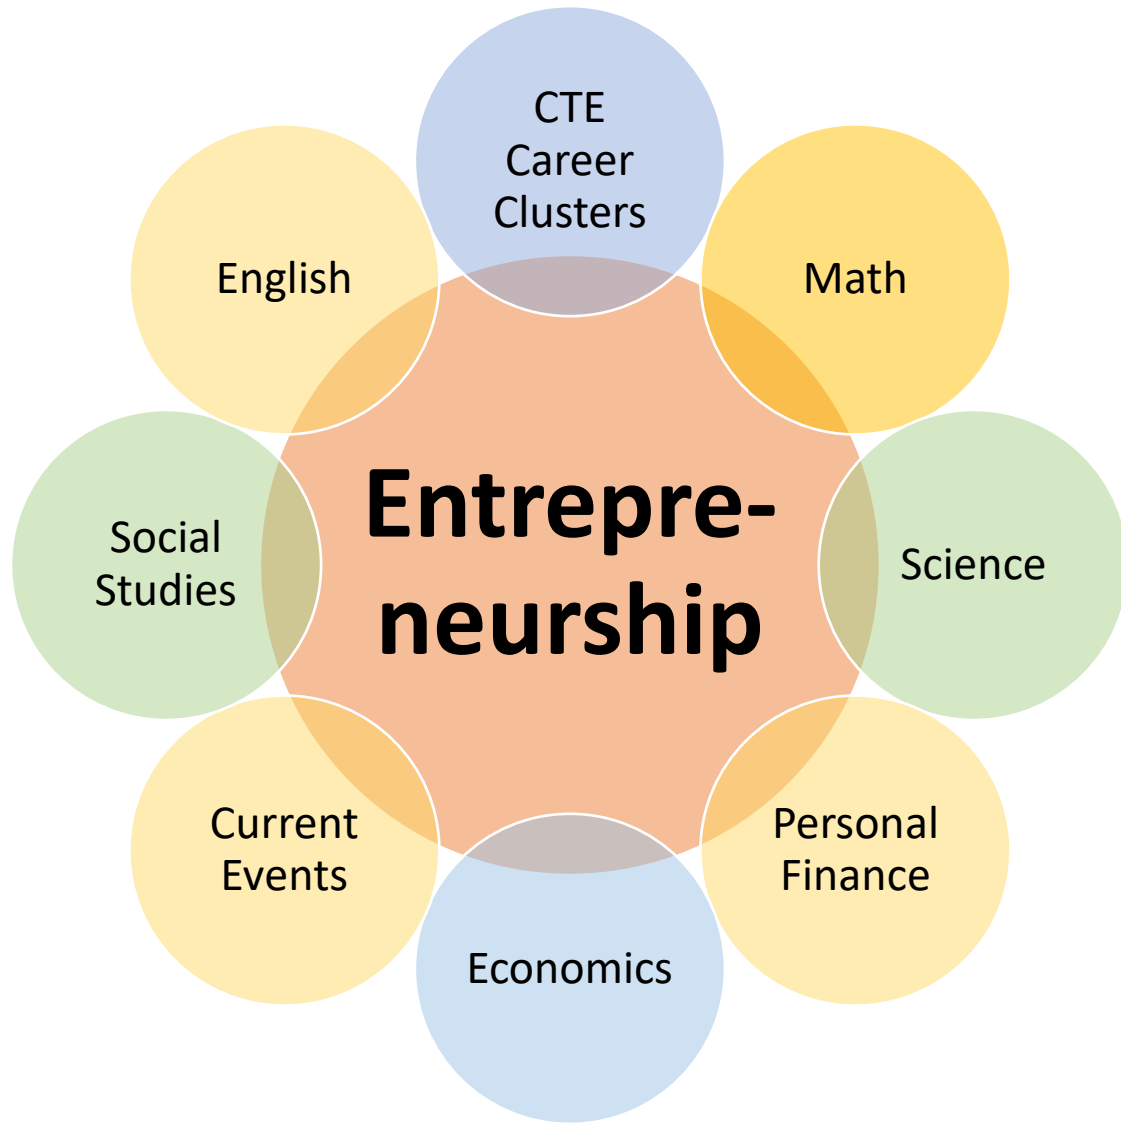 CTE
Career
Clusters
English
Math
Entrepre-
neurship
Social
Studies
Science
Current
Events
Personal
Finance
Economics